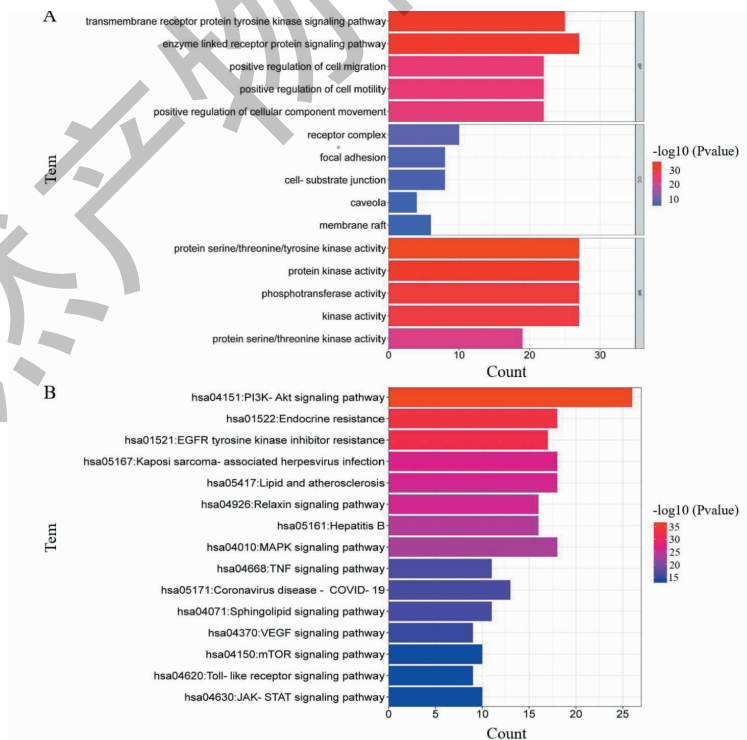 A
transmembrane receptor protein tyrosine kinase signaling pathway
enzyme linked receptor protein signaling pathway
positive regulation of cell migration
positive regulation of cell motility
positive regulation of cellular component movement
BP
receptor complex
focal adhesion
cell- substrate junction
caveola
membrane raft
CC
protein serine/threonine/tyrosine kinase activity
protein kinase activity
phosphotransferase activity
kinase activity
protein serine/threonine kinase activity
Tem
0 10 20 30
Count
-log10 (Pvalue)
30
20
10
B
hsa04151:PI3K- Akt signaling pathway
hsa01522:Endocrine resistance
hsa01521:EGFR tyrosine kinase inhibitor resistance
hsa05167:Kaposi sarcoma- associated herpesvirus infection
hsa05417:Lipid and atherosclerosis
hsa04926:Relaxin signaling pathway
hsa05161:Hepatitis B
hsa04010:MAPK signaling pathway
hsa04668:TNF signaling pathway
hsa05171:Coronavirus disease - COVID- 19
hsa04071:Sphingolipid signaling pathway
hsa04370:VEGF signaling pathway
hsa04150:mTOR signaling pathway
hsa04620:Toll- like receptor signaling pathway
hsa04630:JAK- STAT signaling pathway
Tem
0 5 10 15 20 25
Count
-log10 (Pvalue)
35
30
25
20
15
然产物